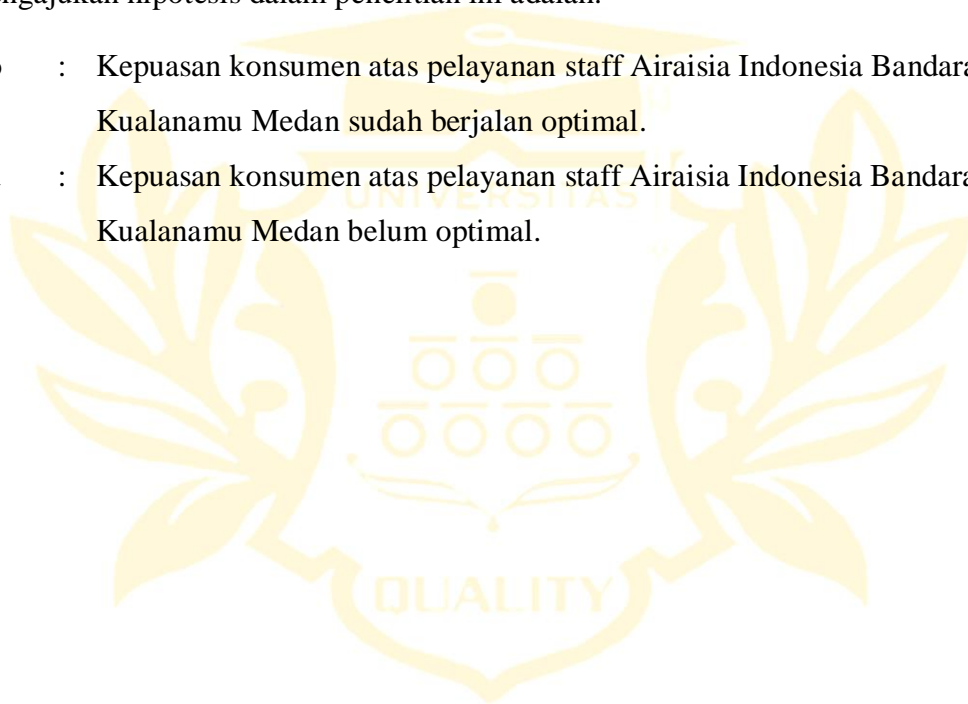 hipotesis dalam penelitian ini adalah:
: Kepuasan konsumen atas pelayanan staff Airaisia Indonesia Bandara
Kualanamu Medan sudah berjalan optimal.
: Kepuasan konsumen atas pelayanan staff Airaisia Indonesia Bandara
Kualanamu Medan belum optimal.
UNIVERSITAS
QUALITY